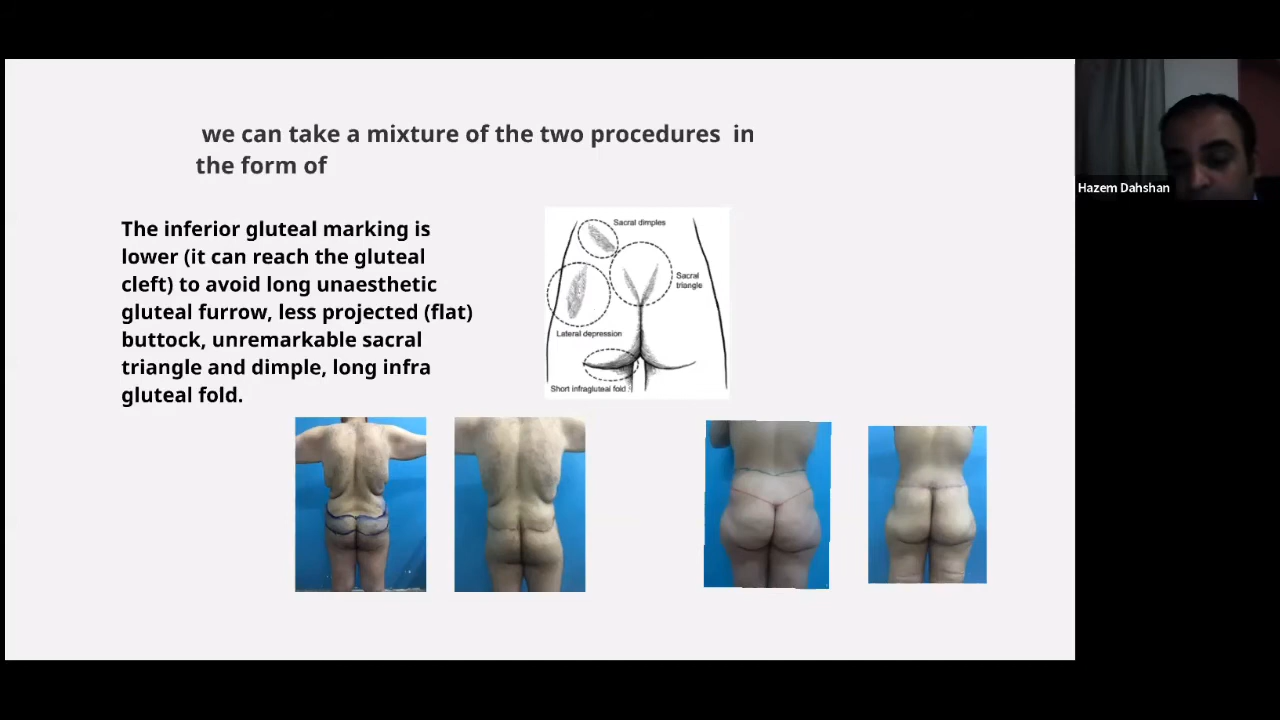 we can take a mixture of the two procedures in
the form of
The inferior gluteal marking is
lower (it can reach the gluteal
cleft) to avoid long unaesthetic
gluteal furrow, less projected (flat)
buttock, unremarkable sacral
triangle and dimple, long infra
gluteal fold.
Sacral dimples
Sacral
triangle
Lateral depression
Short infragluteal fold
Hazem Dahshan